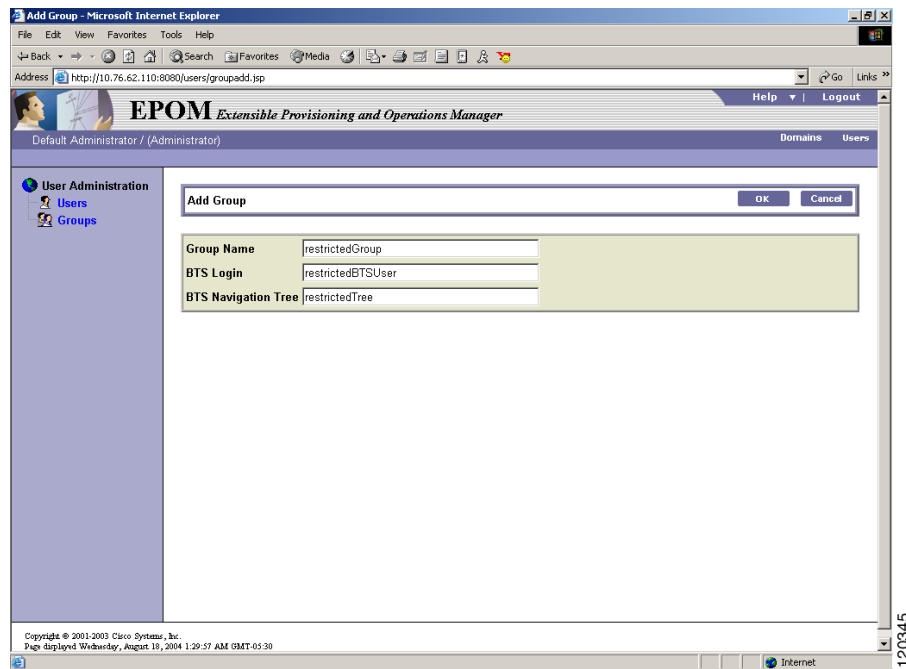 Add Group - Microsoft Internet Explorer
File Edit View Favorites Tools Help
Back Search Favorites Media
Address http://10.76.62.110:8080/users/groupadd.jsp Go Links »
Help | Logout
EPOM Extensible Provisioning and Operations Manager
Default Administrator / (Administrator) Domains Users
User Administration
Users
Groups
Add Group OK Cancel
Group Name restrictedGroup
BTS Login restrictedBTSUser
BTS Navigation Tree restrictedTree
Copyright © 2001-2003 Cisco Systems, Inc.
Page displayed Wednesday, August 18, 2004 1:29:57 AM GMT-05:30
Internet
120345